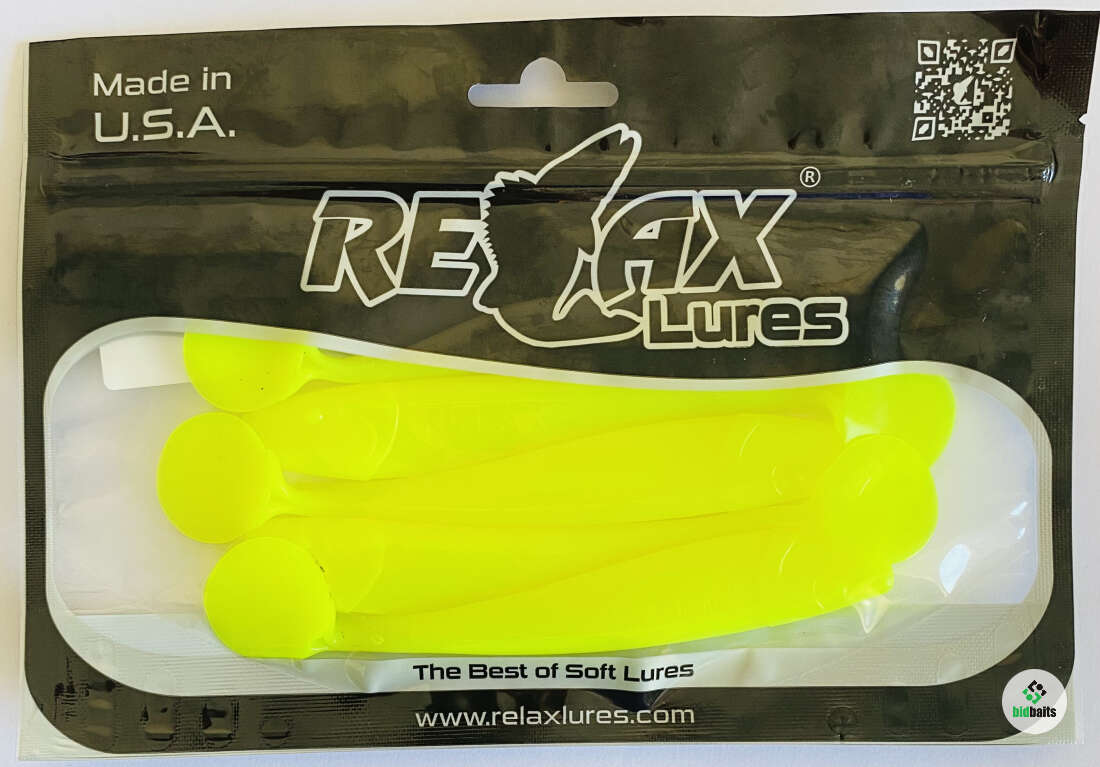 Made in
U.S.A.
RELAX®
Lures
The Best of Soft Lures
www.relaxlures.com
bidbaits